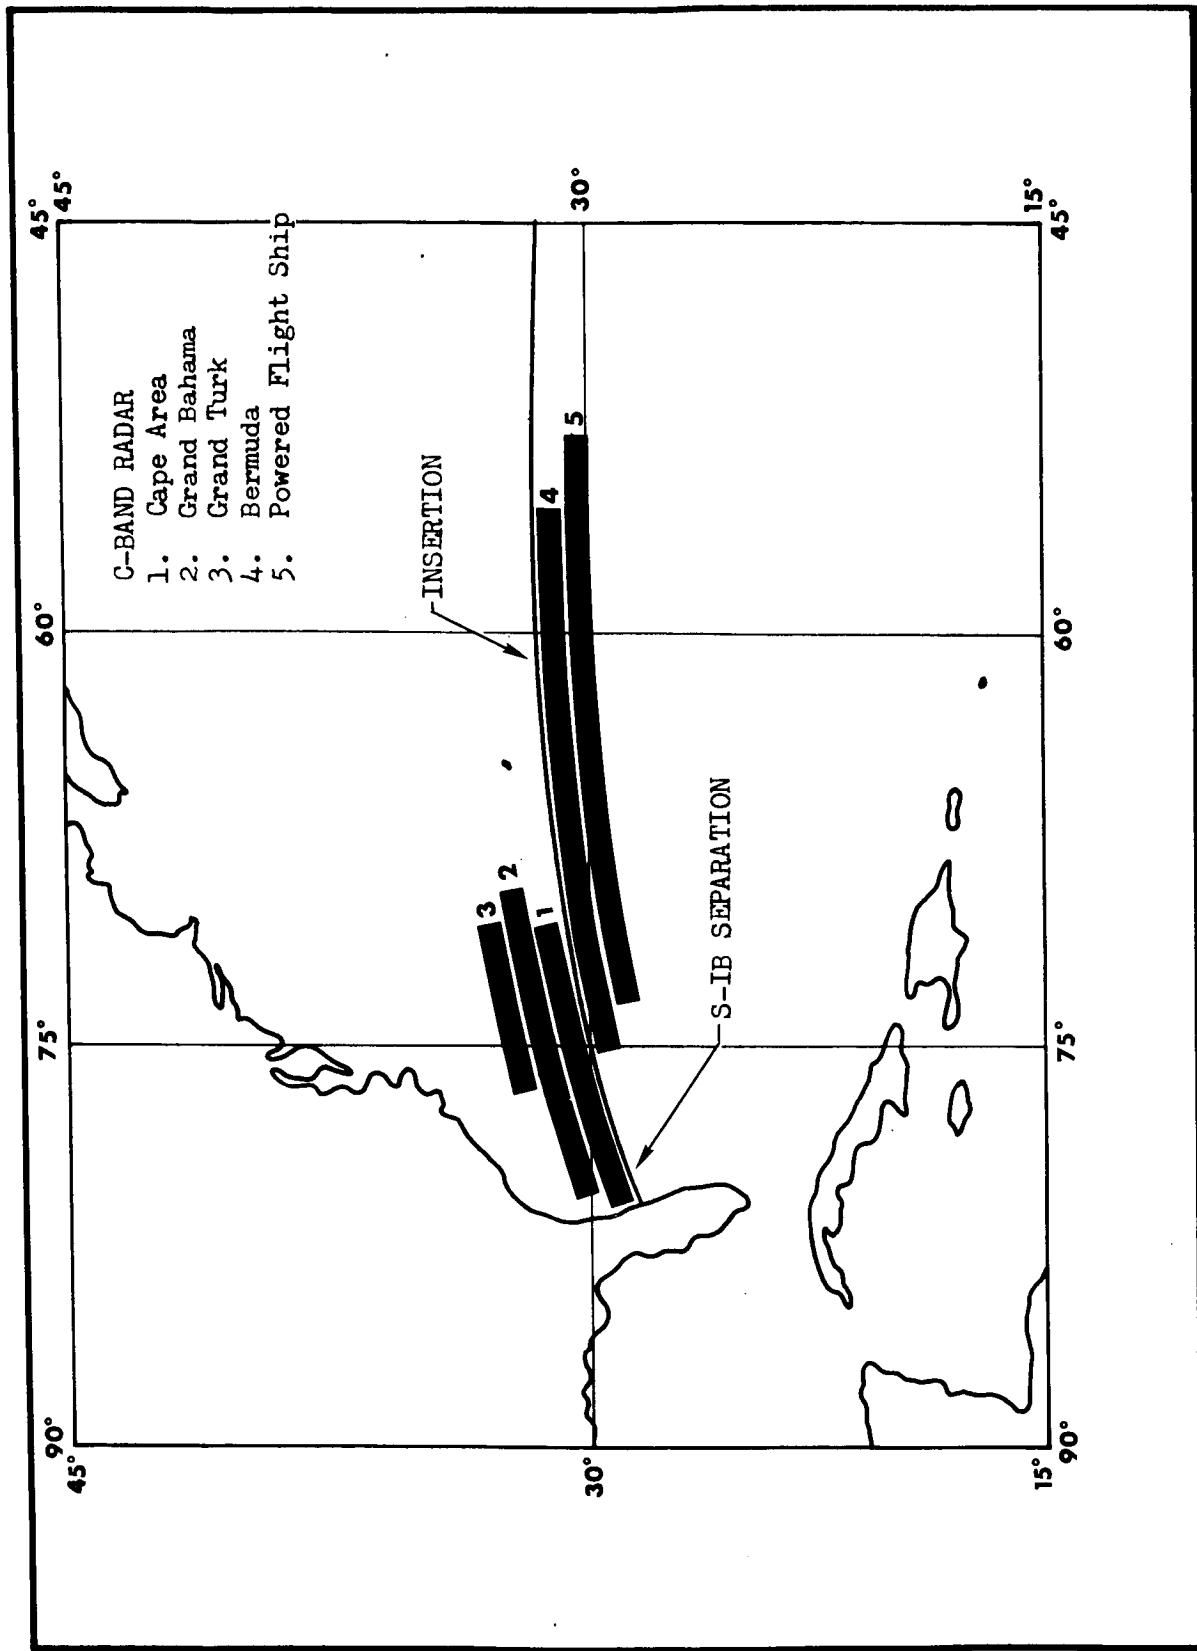 C-BAND RADAR
1. Cape Area
2. Grand Bahama
3. Grand Turk
4. Bermuda
5. Powered Flight Ship
90°
75°
60°
45°
45°
45°
INSERTION
3
2
1
4
5
30°
30°
S-IB SEPARATION
15°
15°
90°
75°
60°
45°